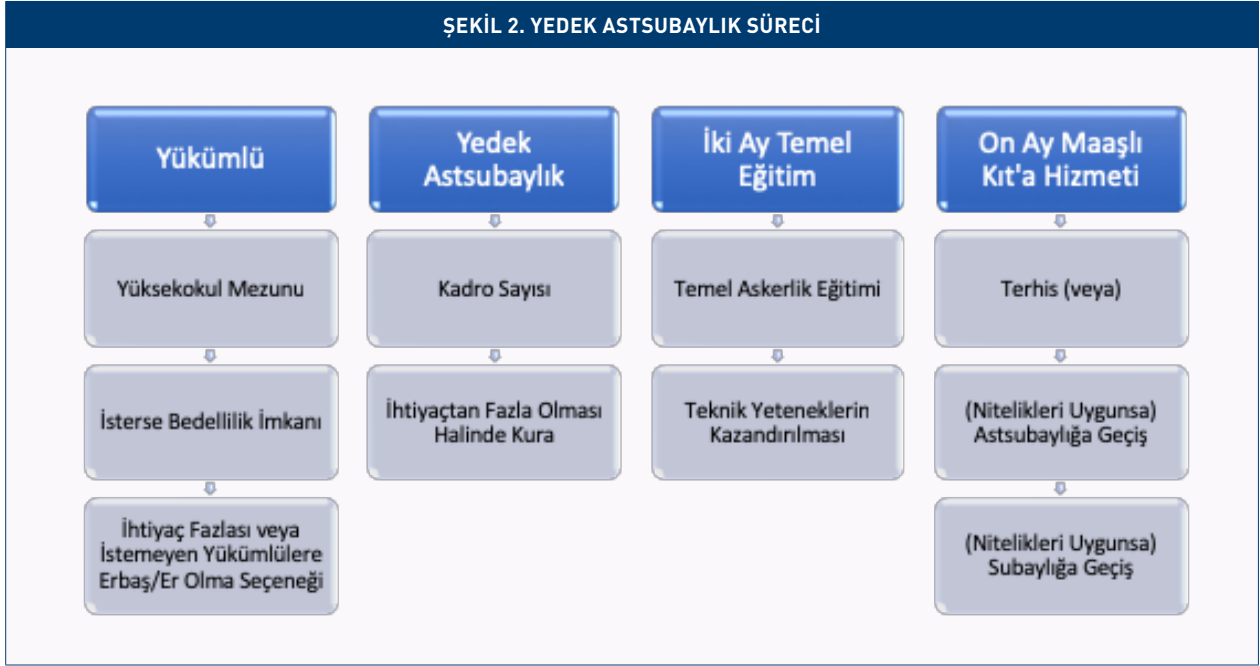 ŞEKİL 2. YEDEK ASTSUBAYLIK SÜRECİ
Yükümlü
Yüksekokul Mezunu
İsterse Bedellilik İmkanı
İhtiyaç Fazlası veya
İstemeyen Yükümlülere
Erbaş/Er Olma Seçeneği
Yedek
Astsubaylık
Kadro Sayısı
İhtiyaçtan Fazla Olması
Halinde Kura
İki Ay Temel
Eğitim
Temel Askerlik Eğitimi
Teknik Yeteneklerin
Kazandırılması
On Ay Maaşlı
Kıt'a Hizmeti
Terhis (veya)
(Nitelikleri Uygunsa)
Astsubaylığa Geçiş
(Nitelikleri Uygunsa)
Subaylığa Geçiş